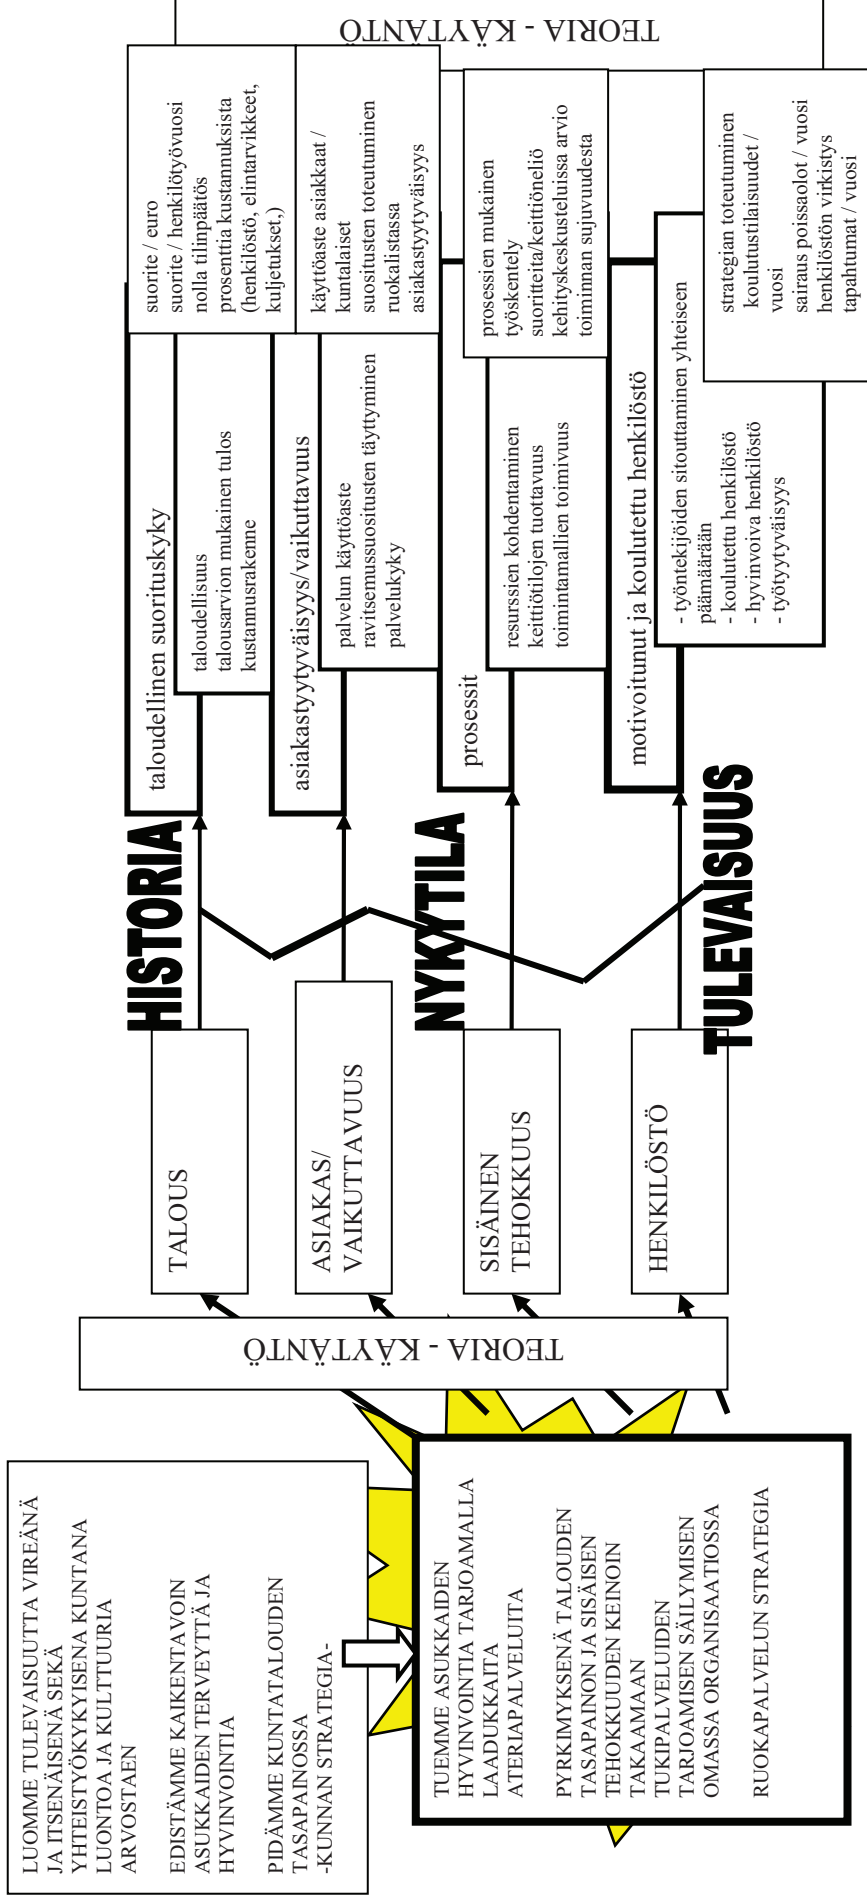 LUOMME TULEVAISUUTTA VIREÄNÄ
JA ITSENÄISENÄ SEKÄ
YHTEISTYÖKYKYISENA KUNTANA
LUONTOA JA KULTTUURIA
ARVOSTAEN
EDISTÄMME KAIKENTAVOIN
ASUKKAIDEN TERVEYTTÄ JA
HYVINVOINTIA
PIDÄMME KUNTATALOUDEN
TASAPAINOSSA
-KUNNAN STRATEGIA-
TUEMME ASUKKAIDEN
HYVINVOINTIA TARJOAMALLA
LAADUKKAITA
ATERIAPALVELUITA
PYRKIMYKSENÄ TALOUDEN
TASAPAINON JA SISÄISEN
TEHOKKUUDEN KEINOIN
TAKAAMAAN
TUKIPALVELUIDEN
TARJOAMISEN SÄILYMISEN
OMASSA ORGANISAATIOSSA
RUOKAPALVELUN STRATEGIA
TEORIA - KÄYTÄNTÖ
TALOUS
ASIAKAS/
VAIKUTTAVUUS
SISÄINEN
TEHOKKUUS
HENKILÖSTÖ
HISTORIA
NYKYTILA
TULEVAISUUS
taloudellinen suorituskyky
taloudellisuus
talousarvion mukainen tulos
kustannusrakenne
suorite / euro
suorite / henkilötyövuosi
nolla tilinpäätös
prosenttia kustannuksista
(henkilöstö, elintarvikkeet,
kuljetukset,)
asiakastyytyväisyys/vaikuttavuus
palvelun käyttöaste
ravitsemussuositusten täyttyminen
palvelukyky
käyttöaste asiakkaat /
kuntalaiset
suositusten toteutuminen
ruokalistassa
asiakastyytyväisyys
prosessit
resurssien kohdentaminen
keittiötilojen tuottavuus
toimintamallien toimivuus
prosessien mukainen
työskentely
suoritteita/keittiöneliö
kehityskeskusteluissa arvio
toiminnan sujuvuudesta
motivoitunut ja koulutettu henkilöstö
- työntekijöiden sitouttaminen yhteiseen
päämäärään
- koulutettu henkilöstö
- hyvinvoiva henkilöstö
- työtyytyväisyys
strategian toteutuminen
koulutustilaisuudet /
vuosi
sairaus poissaolot / vuosi
henkilöstön virkistys
tapahtumat / vuosi
TEORIA - KÄYTÄNTÖ